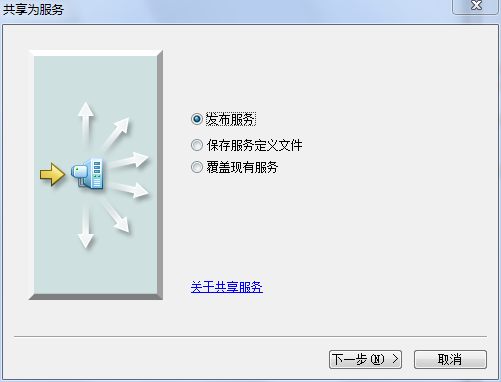 共享为服务
发布服务
保存服务定义文件
覆盖现有服务
关于共享服务
下一步(N) >
取消